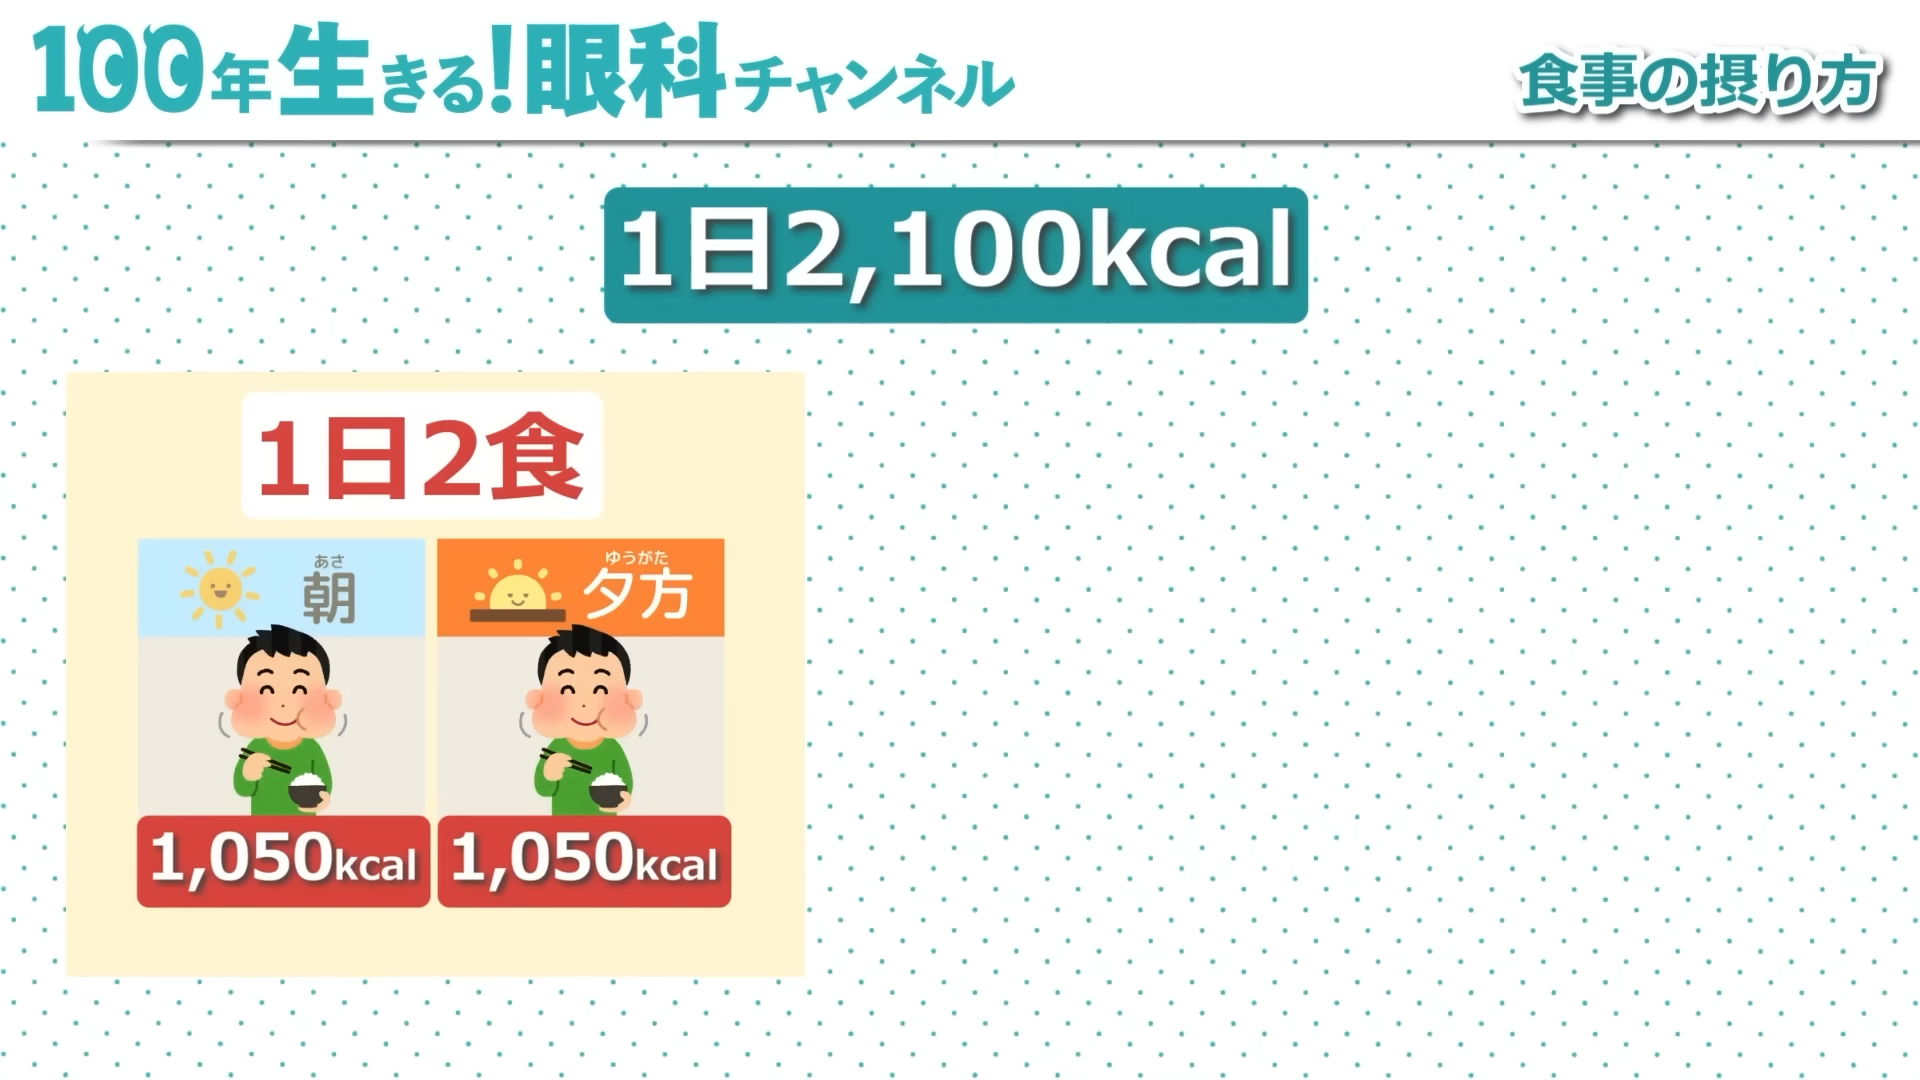 100年生きる!眼科チャンネル
食事の摂り方
1日2,100kcal
1日2食
あさ
朝
ゆうがた
夕方
1,050kcal
1,050kcal